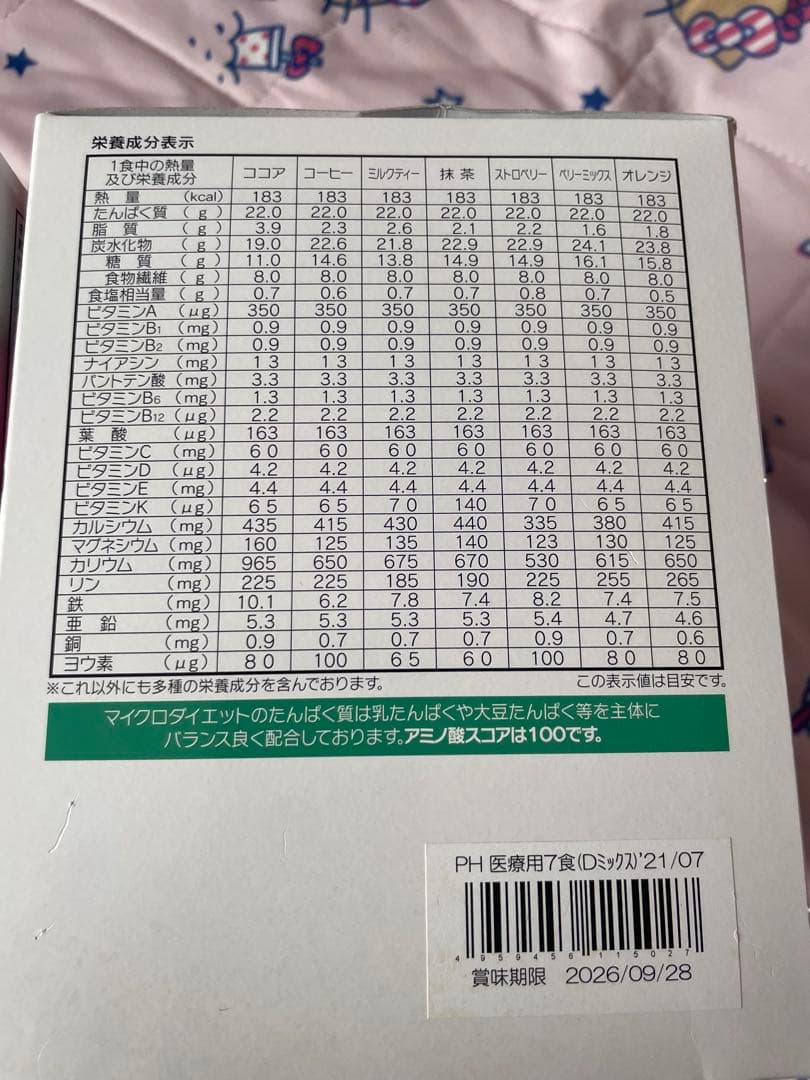 栄養成分表示
1食中の熱量及び栄養成分 ココア コーヒー ミルクティー 抹茶 ストロベリー ベリーミックス オレンジ
熱量 (kcal) 183 183 183 183 183 183 183
たんぱく質 (g) 22.0 22.0 22.0 22.0 22.0 22.0 22.0
脂質 (g) 3.9 2.3 2.6 2.1 2.2 1.6 1.8
炭水化物 (g) 19.0 22.6 21.8 22.9 22.9 24.1 23.8
糖質 (g) 11.0 14.6 13.8 14.9 14.9 16.1 15.8
食物繊維 (g) 8.0 8.0 8.0 8.0 8.0 8.0 8.0
食塩相当量 (g) 0.7 0.6 0.7 0.7 0.8 0.7 0.5
ビタミンA (μg) 350 350 350 350 350 350 350
ビタミンB1 (mg) 0.9 0.9 0.9 0.9 0.9 0.9 0.9
ビタミンB2 (mg) 0.9 0.9 0.9 0.9 0.9 0.9 0.9
ナイアシン (mg) 13 13 13 13 13 13 13
パントテン酸 (mg) 3.3 3.3 3.3 3.3 3.3 3.3 3.3
ビタミンB6 (mg) 1.3 1.3 1.3 1.3 1.3 1.3 1.3
ビタミンB12 (μg) 2.2 2.2 2.2 2.2 2.2 2.2 2.2
葉酸 (μg) 163 163 163 163 163 163 163
ビタミンC (mg) 60 60 60 60 60 60 60
ビタミンD (μg) 4.2 4.2 4.2 4.2 4.2 4.2 4.2
ビタミンE (mg) 4.4 4.4 4.4 4.4 4.4 4.4 4.4
ビタミンK (μg) 65 65 70 140 70 65 65
カルシウム (mg) 435 415 430 440 335 380 415
マグネシウム (mg) 160 125 135 140 123 130 125
カリウム (mg) 965 650 675 670 530 615 650
リン (mg) 225 225 185 190 225 255 265
鉄 (mg) 10.1 6.2 7.8 7.4 8.2 7.4 7.5
亜鉛 (mg) 5.3 5.3 5.3 5.3 5.4 4.7 4.6
銅 (mg) 0.9 0.7 0.7 0.7 0.9 0.7 0.6
ヨウ素 (μg) 80 100 65 60 100 80 80
※これ以外にも多種の栄養成分を含んでおります。 この表示値は目安です。
マイクロダイエットのたんぱく質は乳たんぱくや大豆たんぱく等を主体に
バランス良く配合しております。アミノ酸スコアは100です。
PH 医療用7食(Dミックス)'21/07
4959456115027
賞味期限 2026/09/28